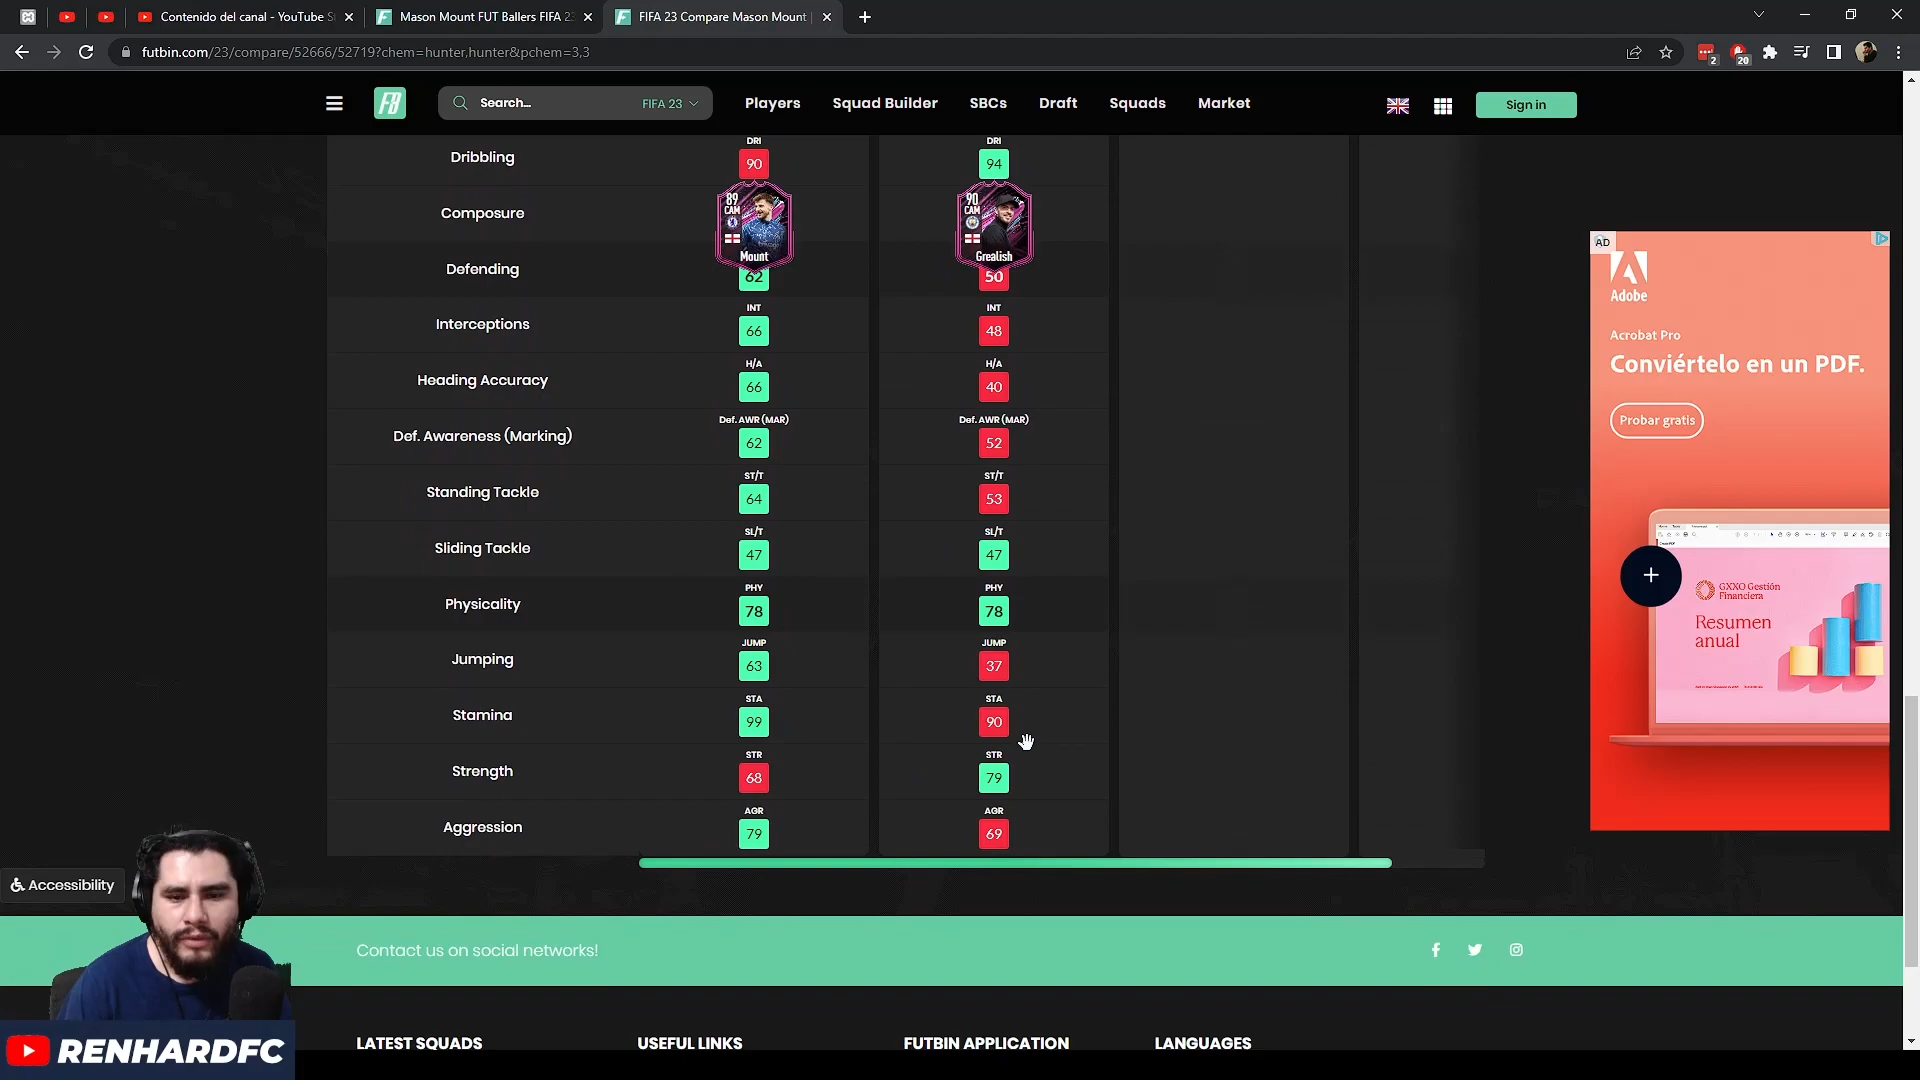 Contenido del canal - YouTube S
Mason Mount FUT Ballers FIFA 23
FIFA 23 Compare Mason Mount |
futbin.com/23/compare/52666/52719?chem=hunter,hunter&pchem=3.3
2
20
FB
Search...
FIFA 23
Players
Squad Builder
SBCs
Draft
Squads
Market
Sign in
Dribbling
DRI
90
DRI
94
Composure
89
CAM
Mount
90
CAM
Grealish
Defending
62
50
Interceptions
INT
66
INT
48
Heading Accuracy
H/A
66
H/A
40
Def. Awareness (Marking)
Def. AWR (MAR)
62
Def. AWR (MAR)
52
Standing Tackle
ST/T
64
ST/T
53
Sliding Tackle
SL/T
47
SL/T
47
Physicality
PHY
78
PHY
78
Jumping
JUMP
63
JUMP
37
Stamina
STA
99
STA
90
Strength
STR
68
STR
79
Aggression
AGR
79
AGR
69
AD
Adobe
Acrobat Pro
Conviértelo en un PDF.
Probar gratis
GXXO Gestión
Financiera
Resumen
anual
Accessibility
Contact us on social networks!
RENHARDFC
LATEST SQUADS
USEFUL LINKS
FUTBIN APPLICATION
LANGUAGES